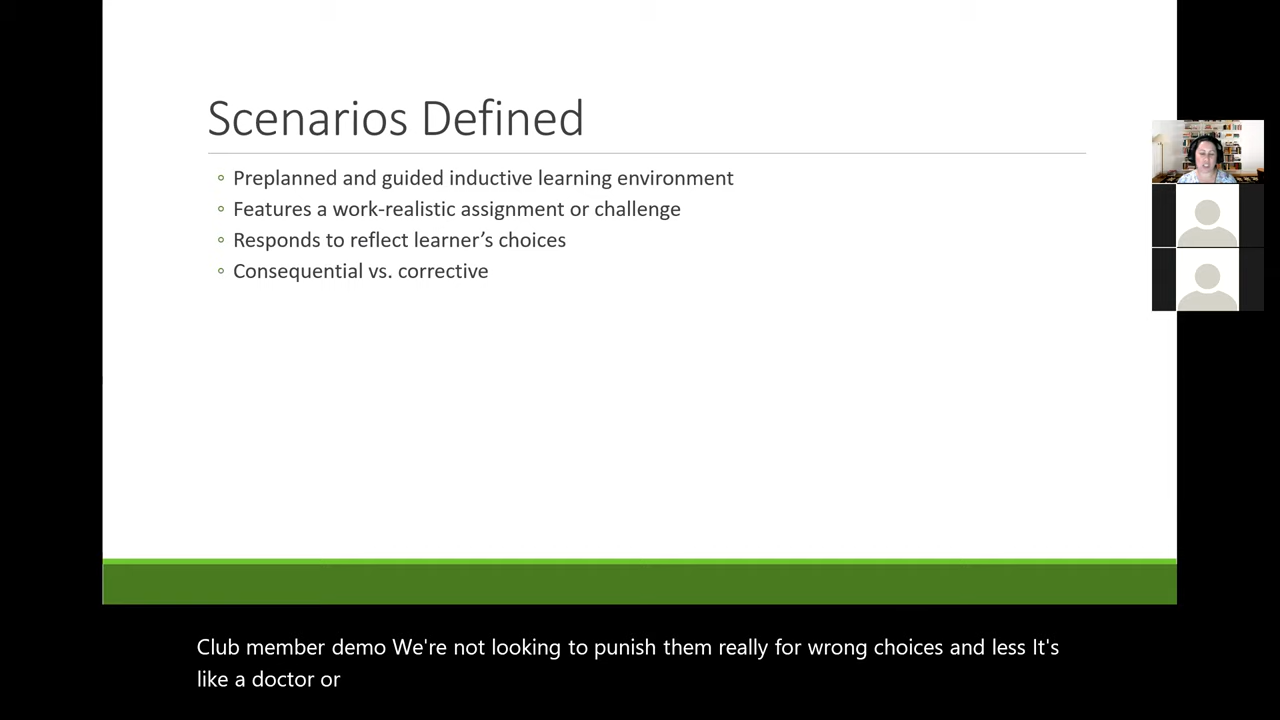 Scenarios Defined
◦ Preplanned and guided inductive learning environment
◦ Features a work-realistic assignment or challenge
◦ Responds to reflect learner’s choices
◦ Consequential vs. corrective
Club member demo We're not looking to punish them really for wrong choices and less It's
like a doctor or